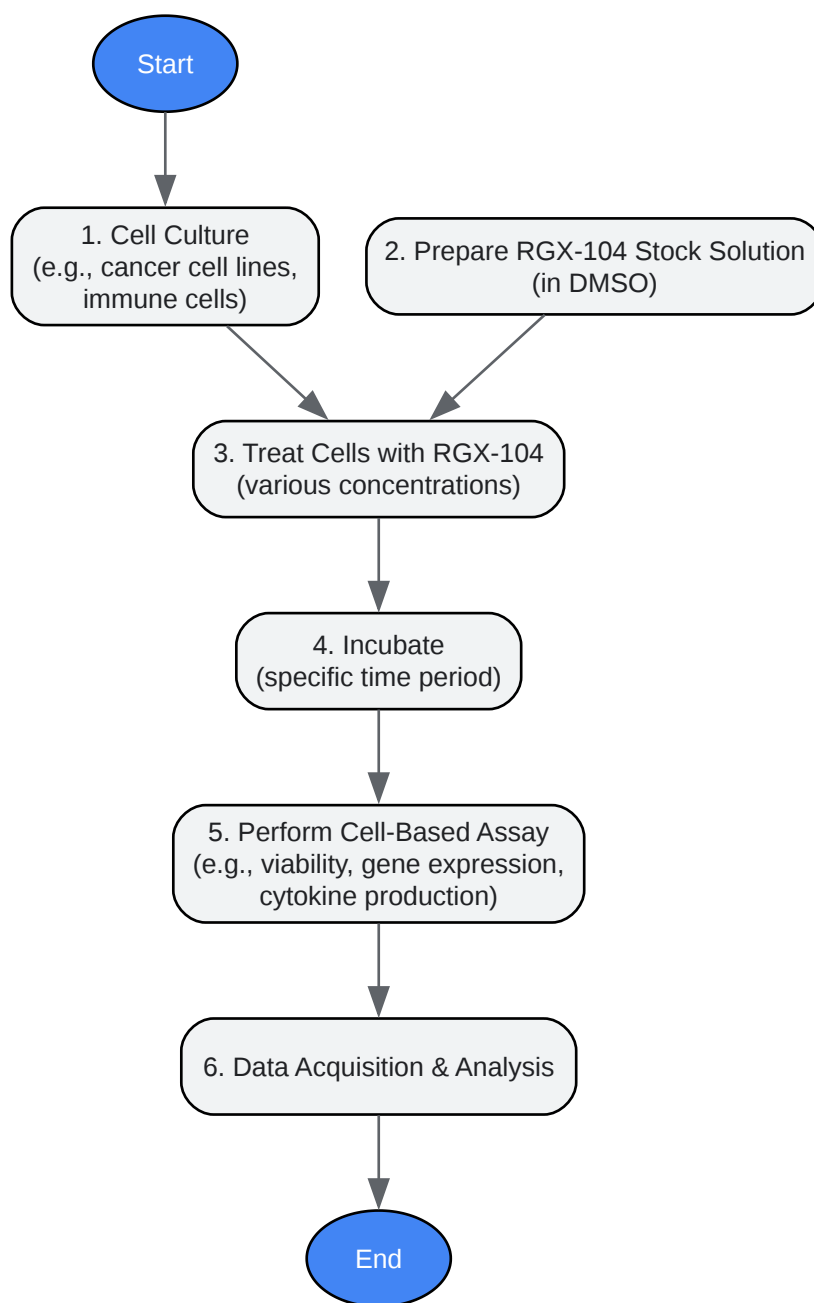 Start
1. Cell Culture
(e.g., cancer cell lines,
immune cells)
2. Prepare RGX-104 Stock Solution
(in DMSO)
3. Treat Cells with RGX-104
(various concentrations)
4. Incubate
(specific time period)
5. Perform Cell-Based Assay
(e.g., viability, gene expression,
cytokine production)
6. Data Acquisition & Analysis
End